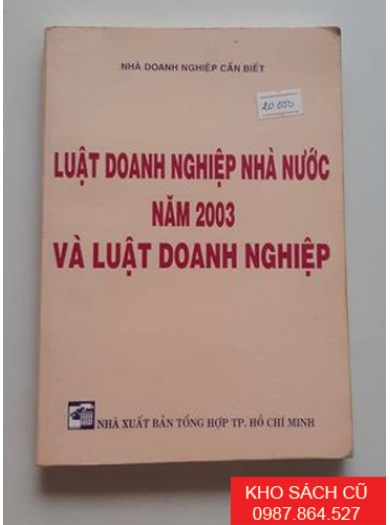 NHÀ DOANH NGHIỆP CẦN BIẾT
20.000
LUẬT DOANH NGHIỆP NHÀ NƯỚC
NĂM 2003
VÀ LUẬT DOANH NGHIỆP
NHÀ XUẤT BẢN TỔNG HỢP TP. HỒ CHÍ MINH
KHO SÁCH CŨ
0987.864.527